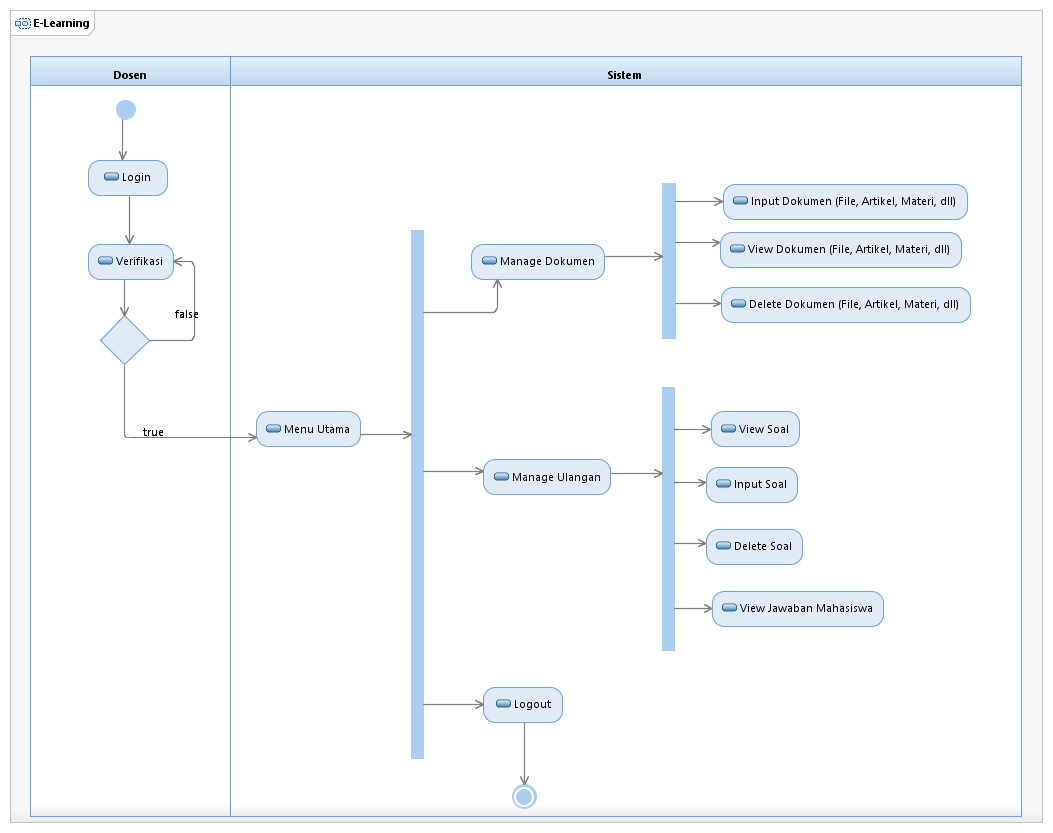 E-Learning
Dosen
Sistem
Login
Verifikasi
false
true
Menu Utama
Manage Dokumen
Input Dokumen (File, Artikel, Materi, dll)
View Dokumen (File, Artikel, Materi, dll)
Delete Dokumen (File, Artikel, Materi, dll)
Manage Ulangan
View Soal
Input Soal
Delete Soal
View Jawaban Mahasiswa
Logout